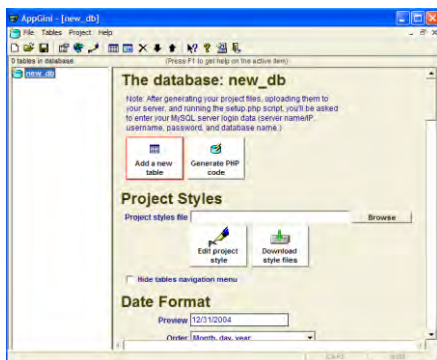 AppGini - [new_db]
File Tables Project Help
0 tables in database (Press F1 to get help on the active item)
new_db
The database: new_db
Note: After generating your project files, uploading them to
your server, and running the setup php script, you'll be asked
to enter your MySQL server login data (server name/IP,
username, password, and database name.)
Add a new
table
Generate PHP
code
Project Styles
Project styles file Browse
Edit project
style
Download
style files
Hide tables navigation menu
Date Format
Preview 12/31/2004
Order Month, day, year